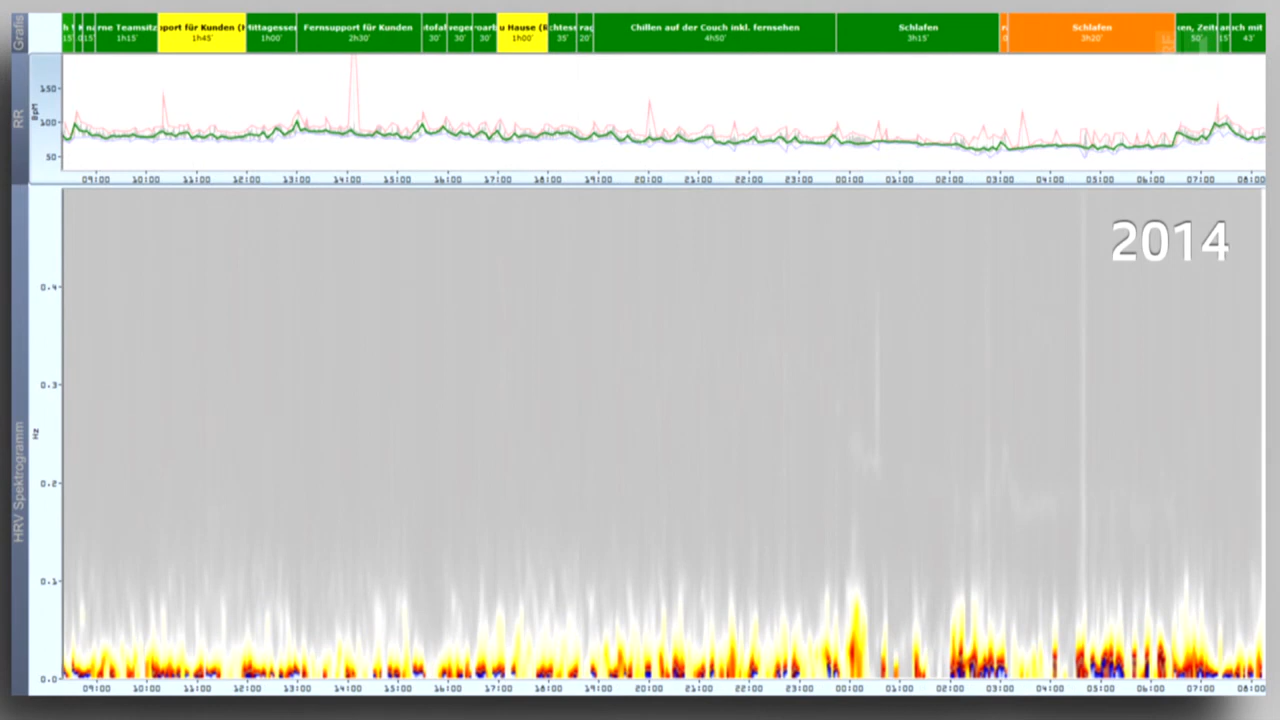 Grafis
rne Teamsitz
1h15'
port für Kunden (
1h45'
Mittagessen
1h00'
Fernsupport für Kunden
2h30'
30'
30'
30'
u Hause (
1h00'
35'
20'
Chillen auf der Couch inkl. fernsehen
4h50'
Schlafen
3h15'
Schlafen
3h20'
50'
15'
ch mit
43'
RR
BpM
150
100
50
09:00 10:00 11:00 12:00 13:00 14:00 15:00 16:00 17:00 18:00 19:00 20:00 21:00 22:00 23:00 00:00 01:00 02:00 03:00 04:00 05:00 06:00 07:00 08:00
2014
HRV Spektrogramm
Hz
0.4
0.3
0.2
0.1
0.0
09:00 10:00 11:00 12:00 13:00 14:00 15:00 16:00 17:00 18:00 19:00 20:00 21:00 22:00 23:00 00:00 01:00 02:00 03:00 04:00 05:00 06:00 07:00 08:00